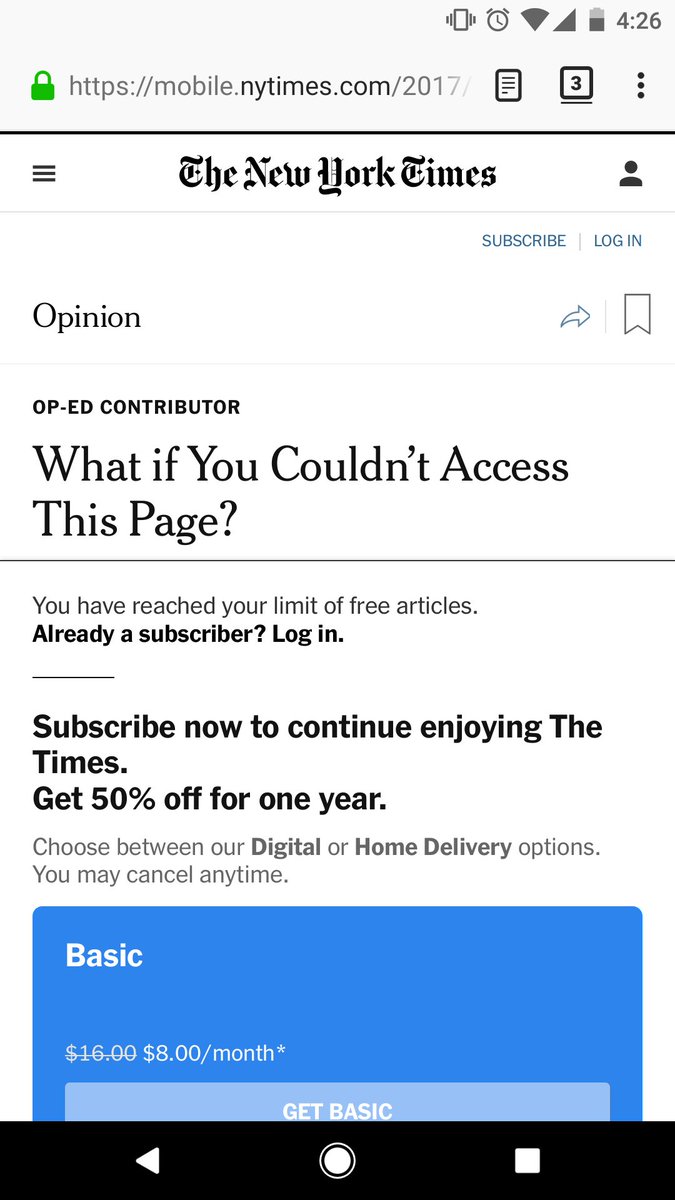 4:26
https://mobile.nytimes.com/2017/
3
The New York Times
SUBSCRIBE | LOG IN
Opinion
OP-ED CONTRIBUTOR
What if You Couldn’t Access
This Page?
You have reached your limit of free articles.
Already a subscriber? Log in.
Subscribe now to continue enjoying The
Times.
Get 50% off for one year.
Choose between our Digital or Home Delivery options.
You may cancel anytime.
Basic
$16.00 $8.00/month*
GET BASIC